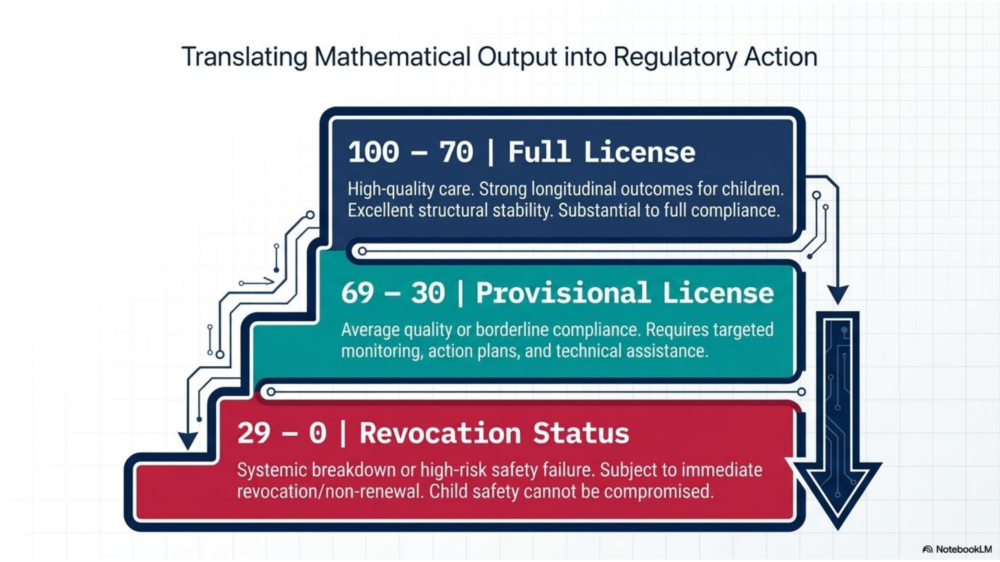 Translating Mathematical Output into Regulatory Action
100 – 70 | Full License
High-quality care. Strong longitudinal outcomes for children.
Excellent structural stability. Substantial to full compliance.
69 – 30 | Provisional License
Average quality or borderline compliance. Requires targeted
monitoring, action plans, and technical assistance.
29 – 0 | Revocation Status
Systemic breakdown or high-risk safety failure. Subject to immediate
revocation/non-renewal. Child safety cannot be compromised.
NotebookLM